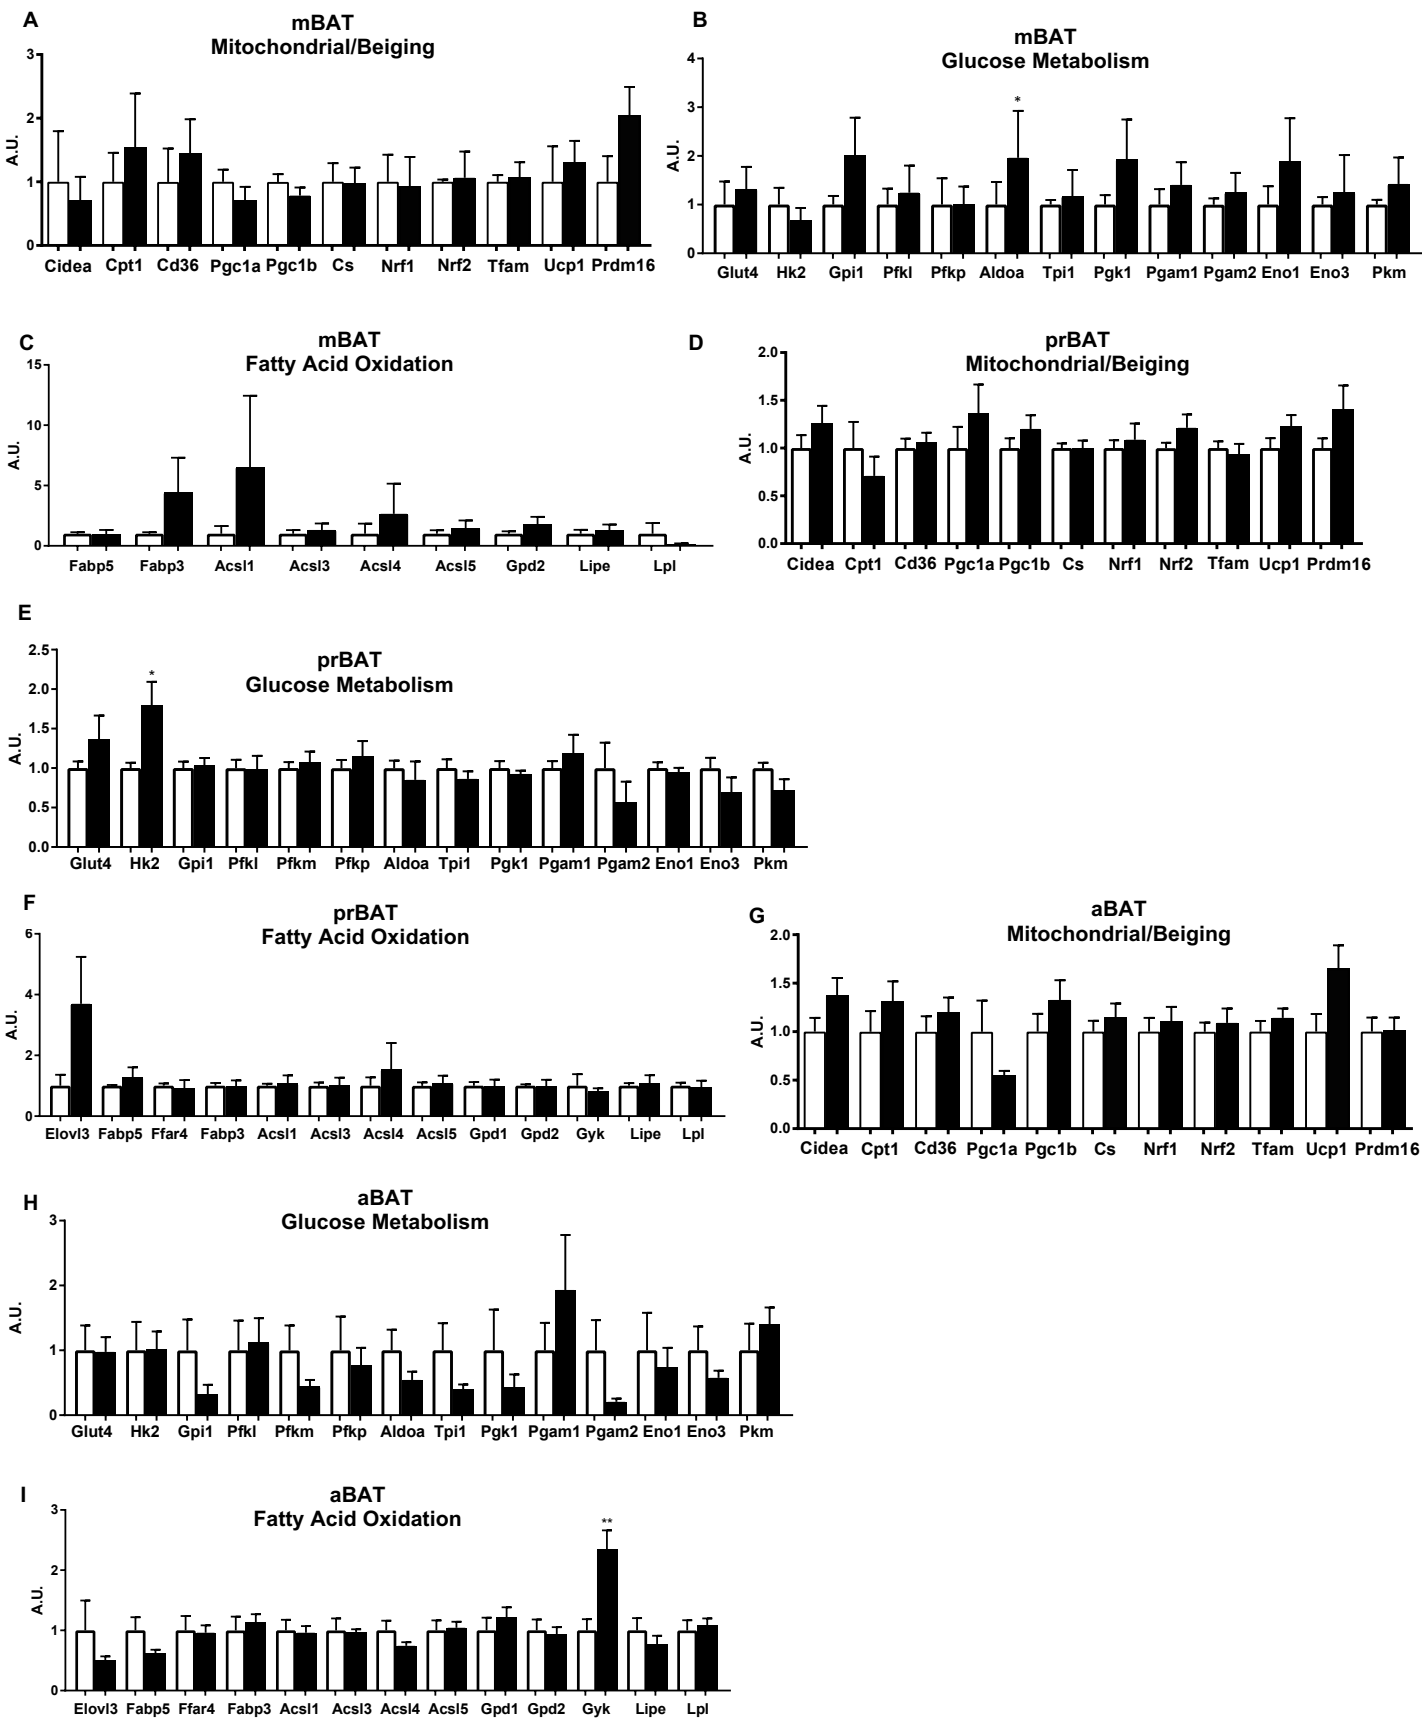 A
mBAT
Mitochondrial/Beiging
3
2
1
0
A.U.
Cidea Cpt1 Cd36 Pgc1a Pgc1b Cs Nrf1 Nrf2 Tfam Ucp1 Prdm16
B
mBAT
Glucose Metabolism
4
3
2
1
0
A.U.
*
Glut4 Hk2 Gpi1 Pfkl Pfkp Aldoa Tpi1 Pgk1 Pgam1 Pgam2 Eno1 Eno3 Pkm
C
mBAT
Fatty Acid Oxidation
15
10
5
0
A.U.
Fabp5 Fabp3 Acsl1 Acsl3 Acsl4 Acsl5 Gpd2 Lipe Lpl
D
prBAT
Mitochondrial/Beiging
2.0
1.5
1.0
0.5
0.0
A.U.
Cidea Cpt1 Cd36 Pgc1a Pgc1b Cs Nrf1 Nrf2 Tfam Ucp1 Prdm16
E
prBAT
Glucose Metabolism
2.5
2.0
1.5
1.0
0.5
0.0
A.U.
*
Glut4 Hk2 Gpi1 Pfkl Pfkm Pfkp Aldoa Tpi1 Pgk1 Pgam1 Pgam2 Eno1 Eno3 Pkm
F
prBAT
Fatty Acid Oxidation
6
4
2
0
A.U.
Elovl3 Fabp5 Ffar4 Fabp3 Acsl1 Acsl3 Acsl4 Acsl5 Gpd1 Gpd2 Gyk Lipe Lpl
G
aBAT
Mitochondrial/Beiging
2.0
1.5
1.0
0.5
0.0
A.U.
Cidea Cpt1 Cd36 Pgc1a Pgc1b Cs Nrf1 Nrf2 Tfam Ucp1 Prdm16
H
aBAT
Glucose Metabolism
3
2
1
0
A.U.
Glut4 Hk2 Gpi1 Pfkl Pfkm Pfkp Aldoa Tpi1 Pgk1 Pgam1 Pgam2 Eno1 Eno3 Pkm
I
aBAT
Fatty Acid Oxidation
3
2
1
0
A.U.
**
Elovl3 Fabp5 Ffar4 Fabp3 Acsl1 Acsl3 Acsl4 Acsl5 Gpd1 Gpd2 Gyk Lipe Lpl